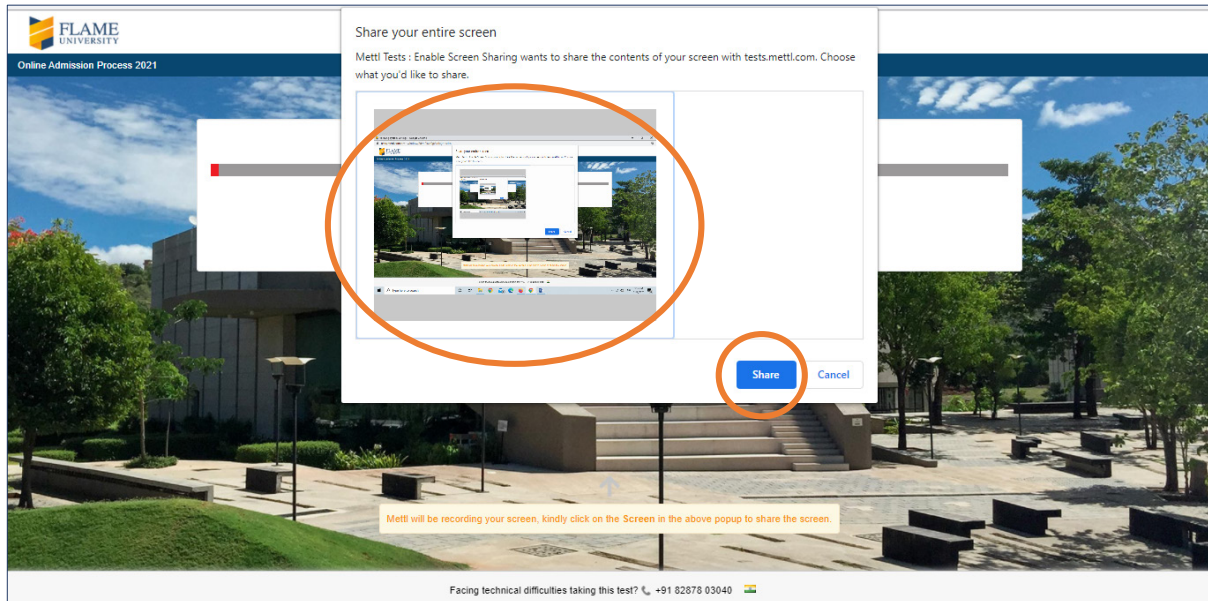 FLAME
UNIVERSITY
Online Admission Process 2021
Share your entire screen
Mettl Tests : Enable Screen Sharing wants to share the contents of your screen with tests.mettl.com. Choose
what you'd like to share.
Share Cancel
Mettl will be recording your screen, kindly click on the Screen in the above popup to share the screen.
Facing technical difficulties taking this test? +91 82878 03040